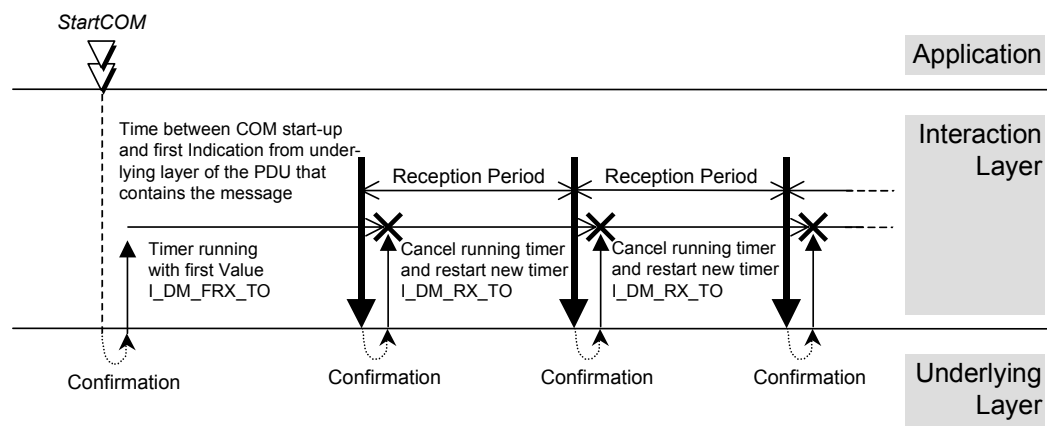 StartCOM
Application
Time between COM start-up
and first Indication from under-
lying layer of the PDU that
contains the message
Interaction
Layer
Reception Period
Reception Period
Timer running
with first Value
I_DM_FRX_TO
Cancel running timer
and restart new timer
I_DM_RX_TO
Cancel running timer
and restart new timer
I_DM_RX_TO
Confirmation
Confirmation
Confirmation
Confirmation
Underlying
Layer